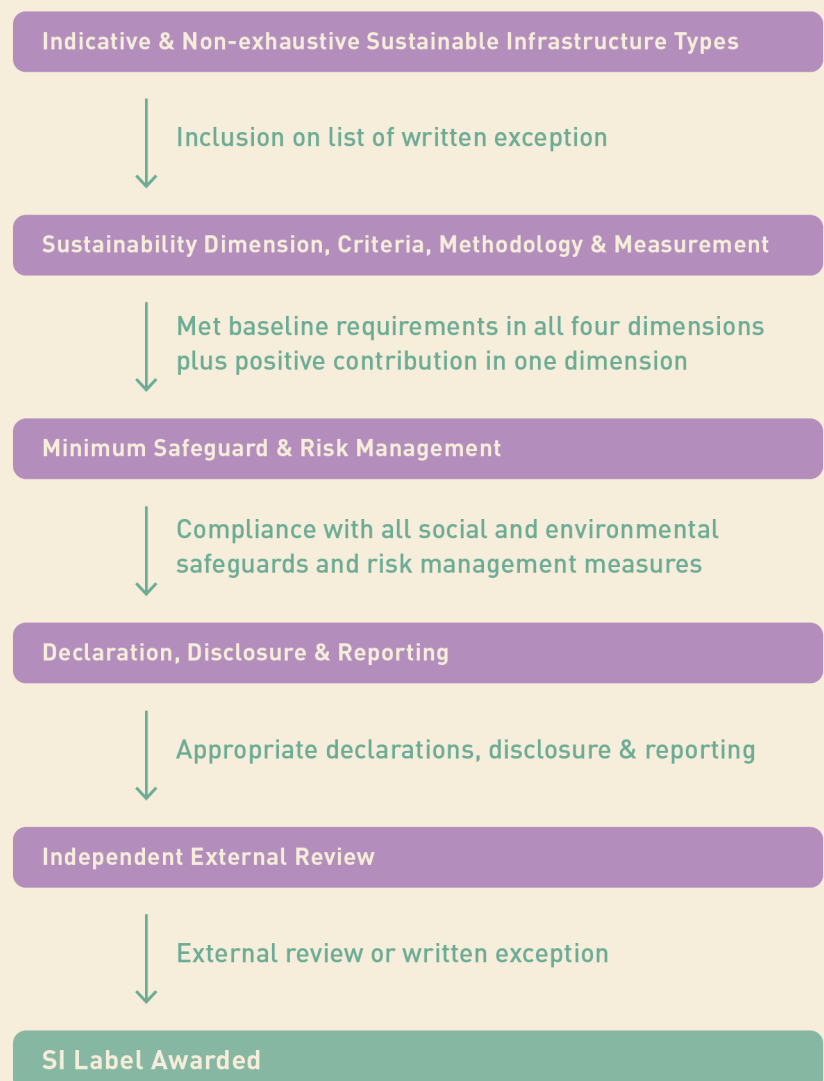 Indicative & Non-exhaustive Sustainable Infrastructure Types
Inclusion on list of written exception
Sustainability Dimension, Criteria, Methodology & Measurement
Met baseline requirements in all four dimensions
plus positive contribution in one dimension
Minimum Safeguard & Risk Management
Compliance with all social and environmental
safeguards and risk management measures
Declaration, Disclosure & Reporting
Appropriate declarations, disclosure & reporting
Independent External Review
External review or written exception
SI Label Awarded